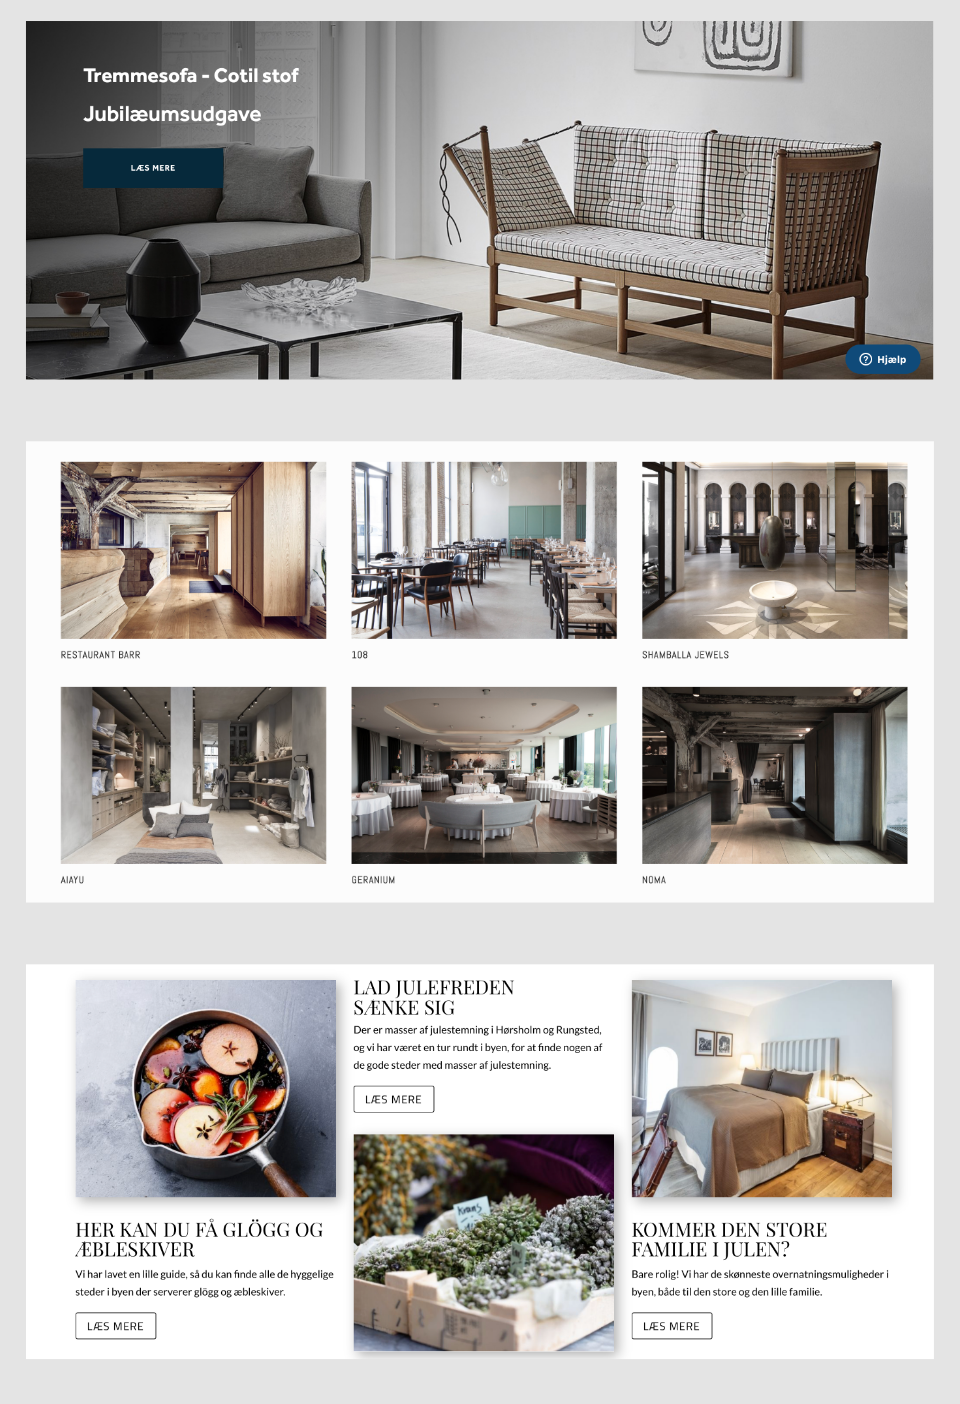 Tremmesofa - Cotil stof
Jubilæumsudgave
LÆS MERE
Hjælp
RESTAURANT BARR
108
SHAMBALLA JEWELS
AIAYU
GERANIUM
NOMA
LAD JULEFREDEN
SÆNKE SIG
Der er masser af julestemning i Hørsholm og Rungsted,
og vi har været en tur rundt i byen, for at finde nogen af
de gode steder med masser af julestemning.
LÆS MERE
Krans
HER KAN DU FÅ GLÖGG OG
ÆBLESKIVER
Vi har lavet en lille guide, så du kan finde alle de hyggelige
steder i byen der serverer glögg og æbleskiver.
LÆS MERE
KOMMER DEN STORE
FAMILIE I JULEN?
Bare rolig! Vi har de skønneste overnatningsmuligheder i
byen, både til den store og den lille familie.
LÆS MERE